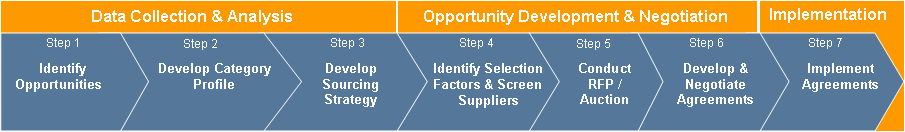 Data Collection & Analysis
Opportunity Development & Negotiation
Implementation
Step 1
Identify
Opportunities
Step 2
Develop Category
Profile
Step 3
Develop
Sourcing
Strategy
Step 4
Identify Selection
Factors & Screen
Suppliers
Step 5
Conduct
RFP /
Auction
Step 6
Develop &
Negotiate
Agreements
Step 7
Implement
Agreements